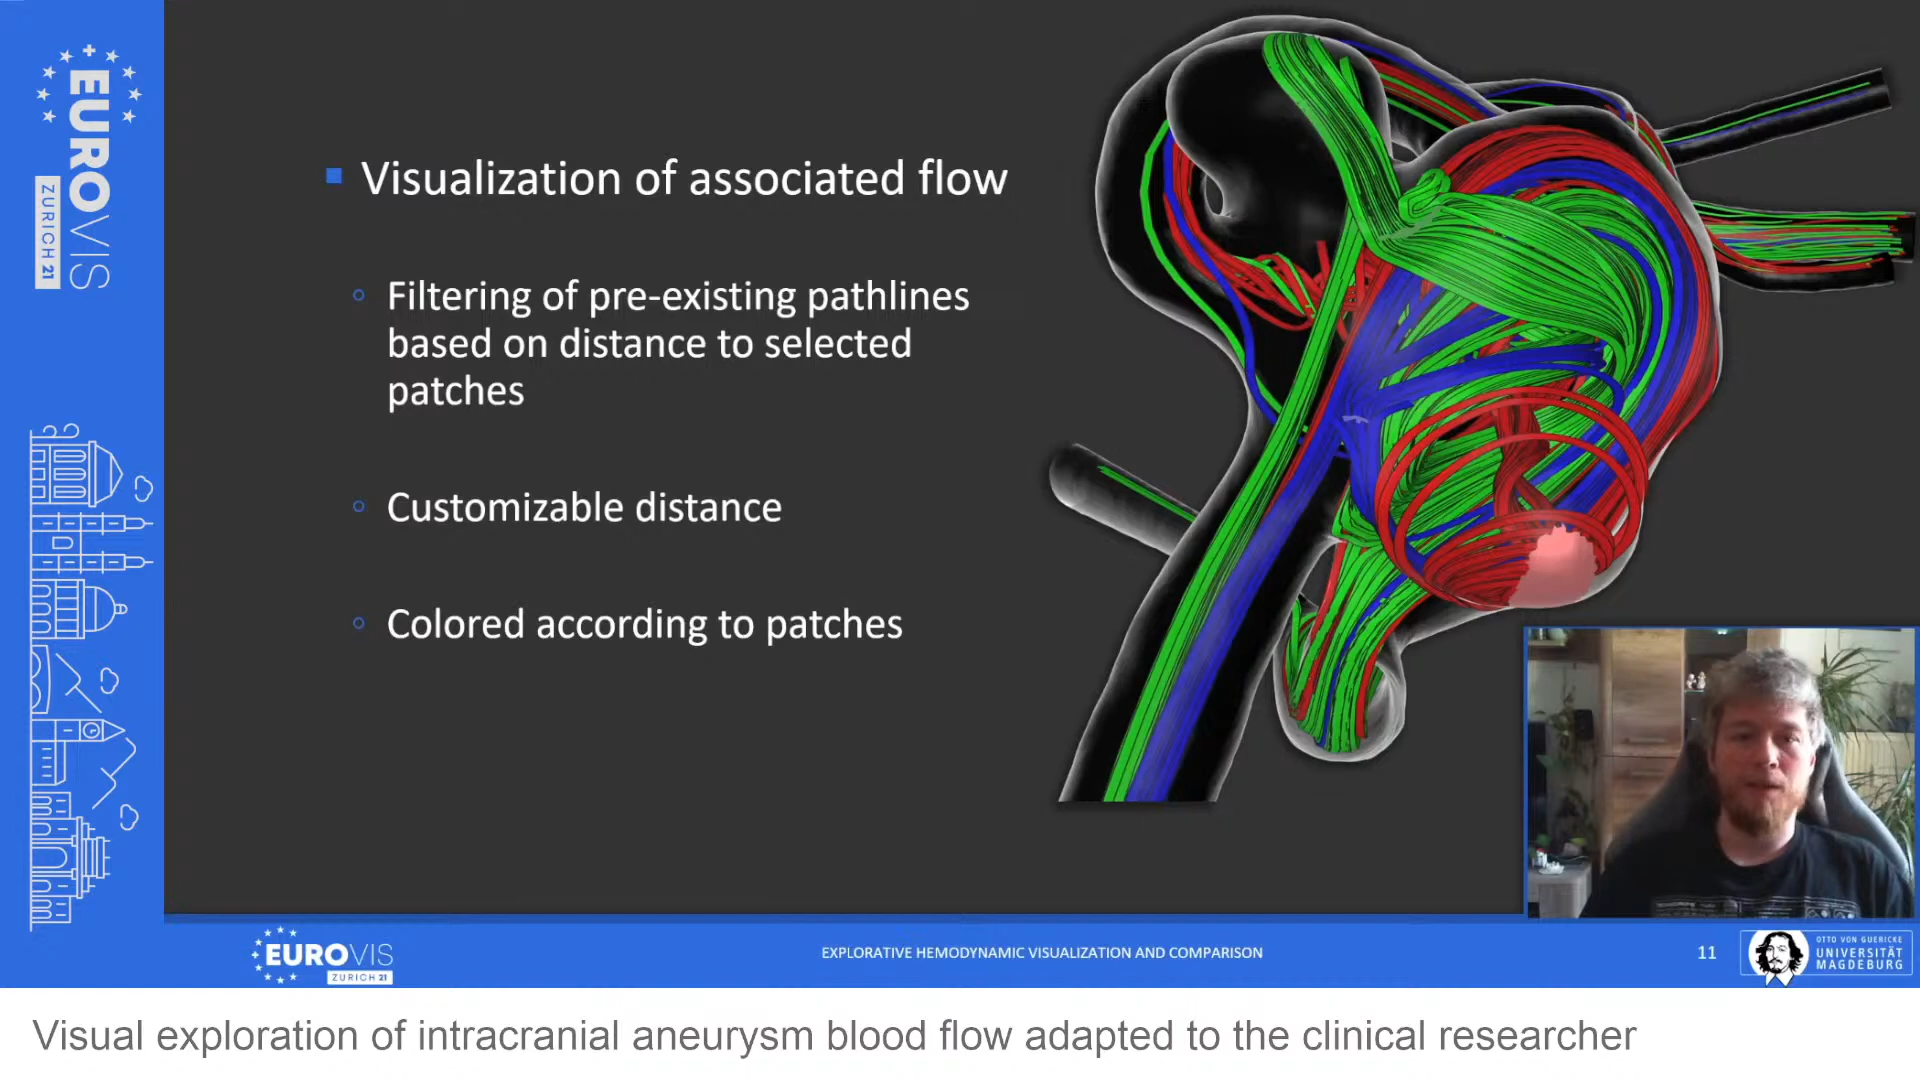 EUROVIS
ZURICH 21
Visualization of associated flow
Filtering of pre-existing pathlines
based on distance to selected
patches
Customizable distance
Colored according to patches
EUROVIS
ZURICH 21
EXPLORATIVE HEMODYNAMIC VISUALIZATION AND COMPARISON
11
OTTO VON GUERICKE
UNIVERSITÄT
MAGDEBURG
Visual exploration of intracranial aneurysm blood flow adapted to the clinical researcher